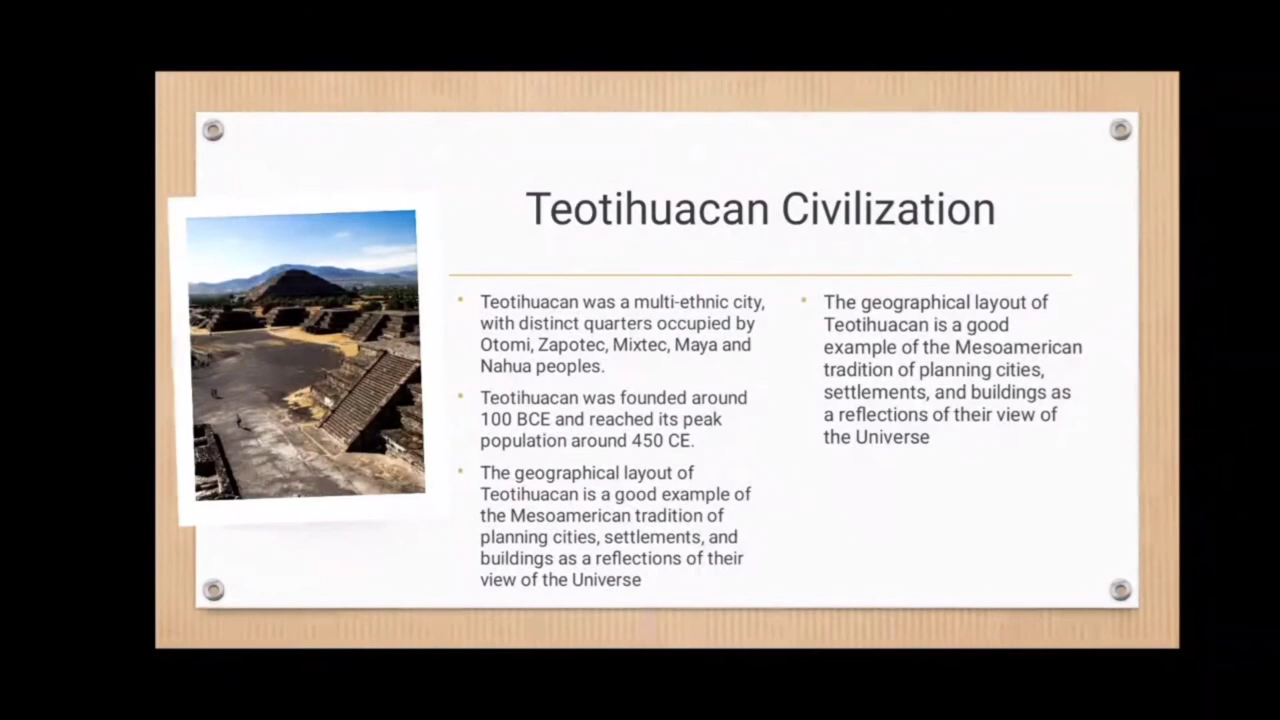 Teotihuacan Civilization
Teotihuacan was a multi-ethnic city,
with distinct quarters occupied by
Otomi, Zapotec, Mixtec, Maya and
Nahua peoples.
Teotihuacan was founded around
100 BCE and reached its peak
population around 450 CE.
The geographical layout of
Teotihuacan is a good example of
the Mesoamerican tradition of
planning cities, settlements, and
buildings as a reflections of their
view of the Universe
The geographical layout of
Teotihuacan is a good
example of the Mesoamerican
tradition of planning cities,
settlements, and buildings as
a reflections of their view of
the Universe